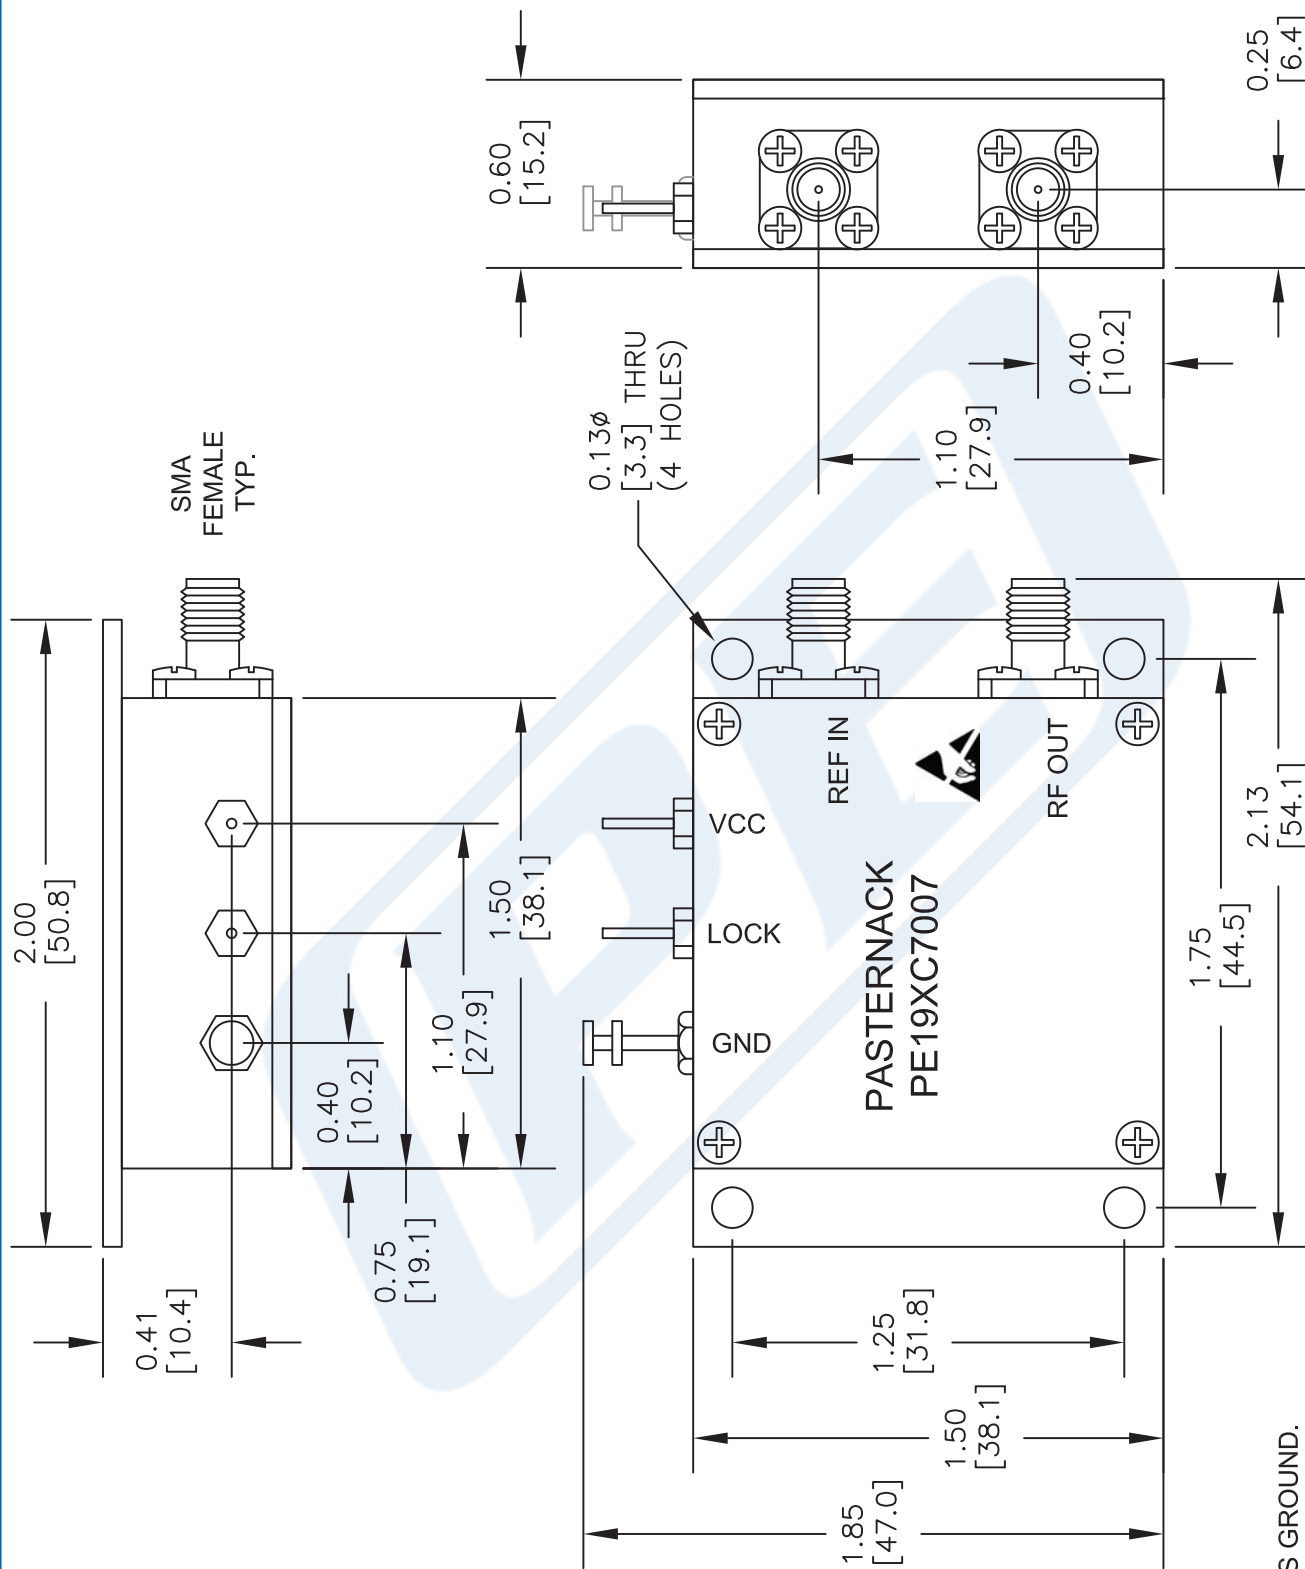 2.00
[50.8]
0.41
[10.4]
0.40
[10.2]
0.75
[19.1]
1.10
[27.9]
1.50
[38.1]
SMA
FEMALE
TYP.
0.60
[15.2]
0.25
[6.4]
0.40
[10.2]
1.10
[27.9]
0.13ø
[3.3] THRU
(4 HOLES)
GND
LOCK
VCC
REF IN
RF OUT
PASTERNACK
PE19XC7007
1.75
[44.5]
2.13
[54.1]
1.25
[31.8]
1.50
[38.1]
1.85
[47.0]
GROUND.
PE